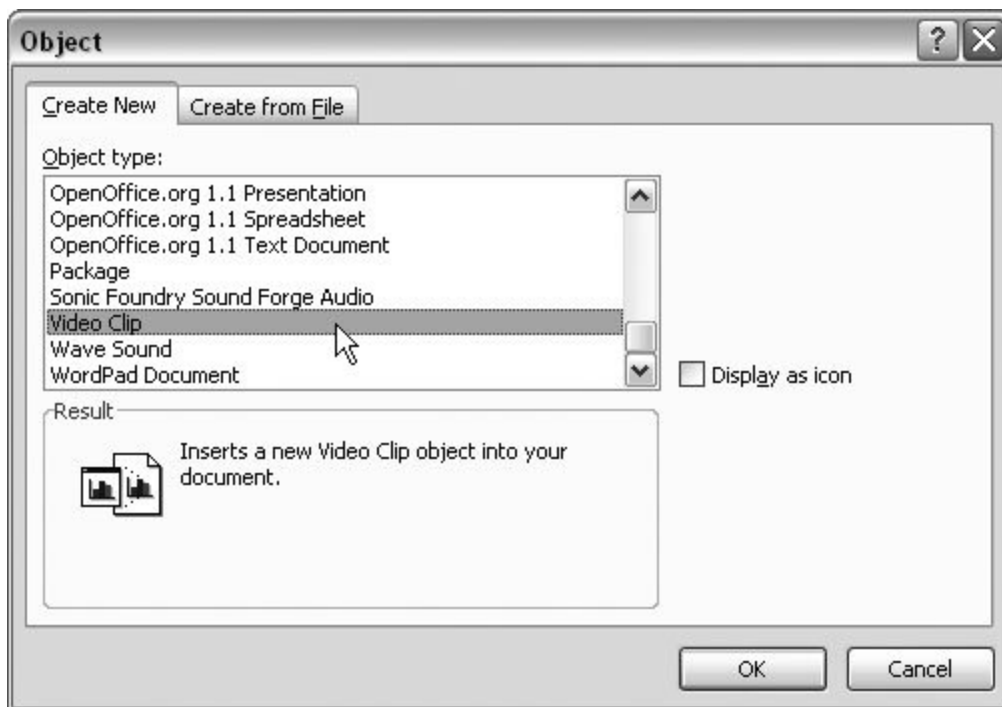 Object
Create New Create from File
Object type:
OpenOffice.org 1.1 Presentation
OpenOffice.org 1.1 Spreadsheet
OpenOffice.org 1.1 Text Document
Package
Sonic Foundry Sound Forge Audio
Video Clip
Wave Sound
WordPad Document
Display as icon
Result
Inserts a new Video Clip object into your
document.
OK Cancel